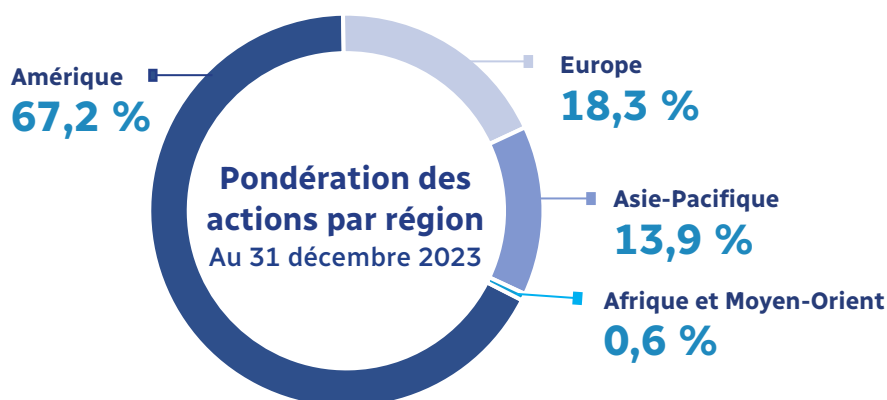 Amérique
67,2 %
Europe
18,3 %
Pondération des
actions par région
Au 31 décembre 2023
Asie-Pacifique
13,9 %
Afrique et Moyen-Orient
0,6 %